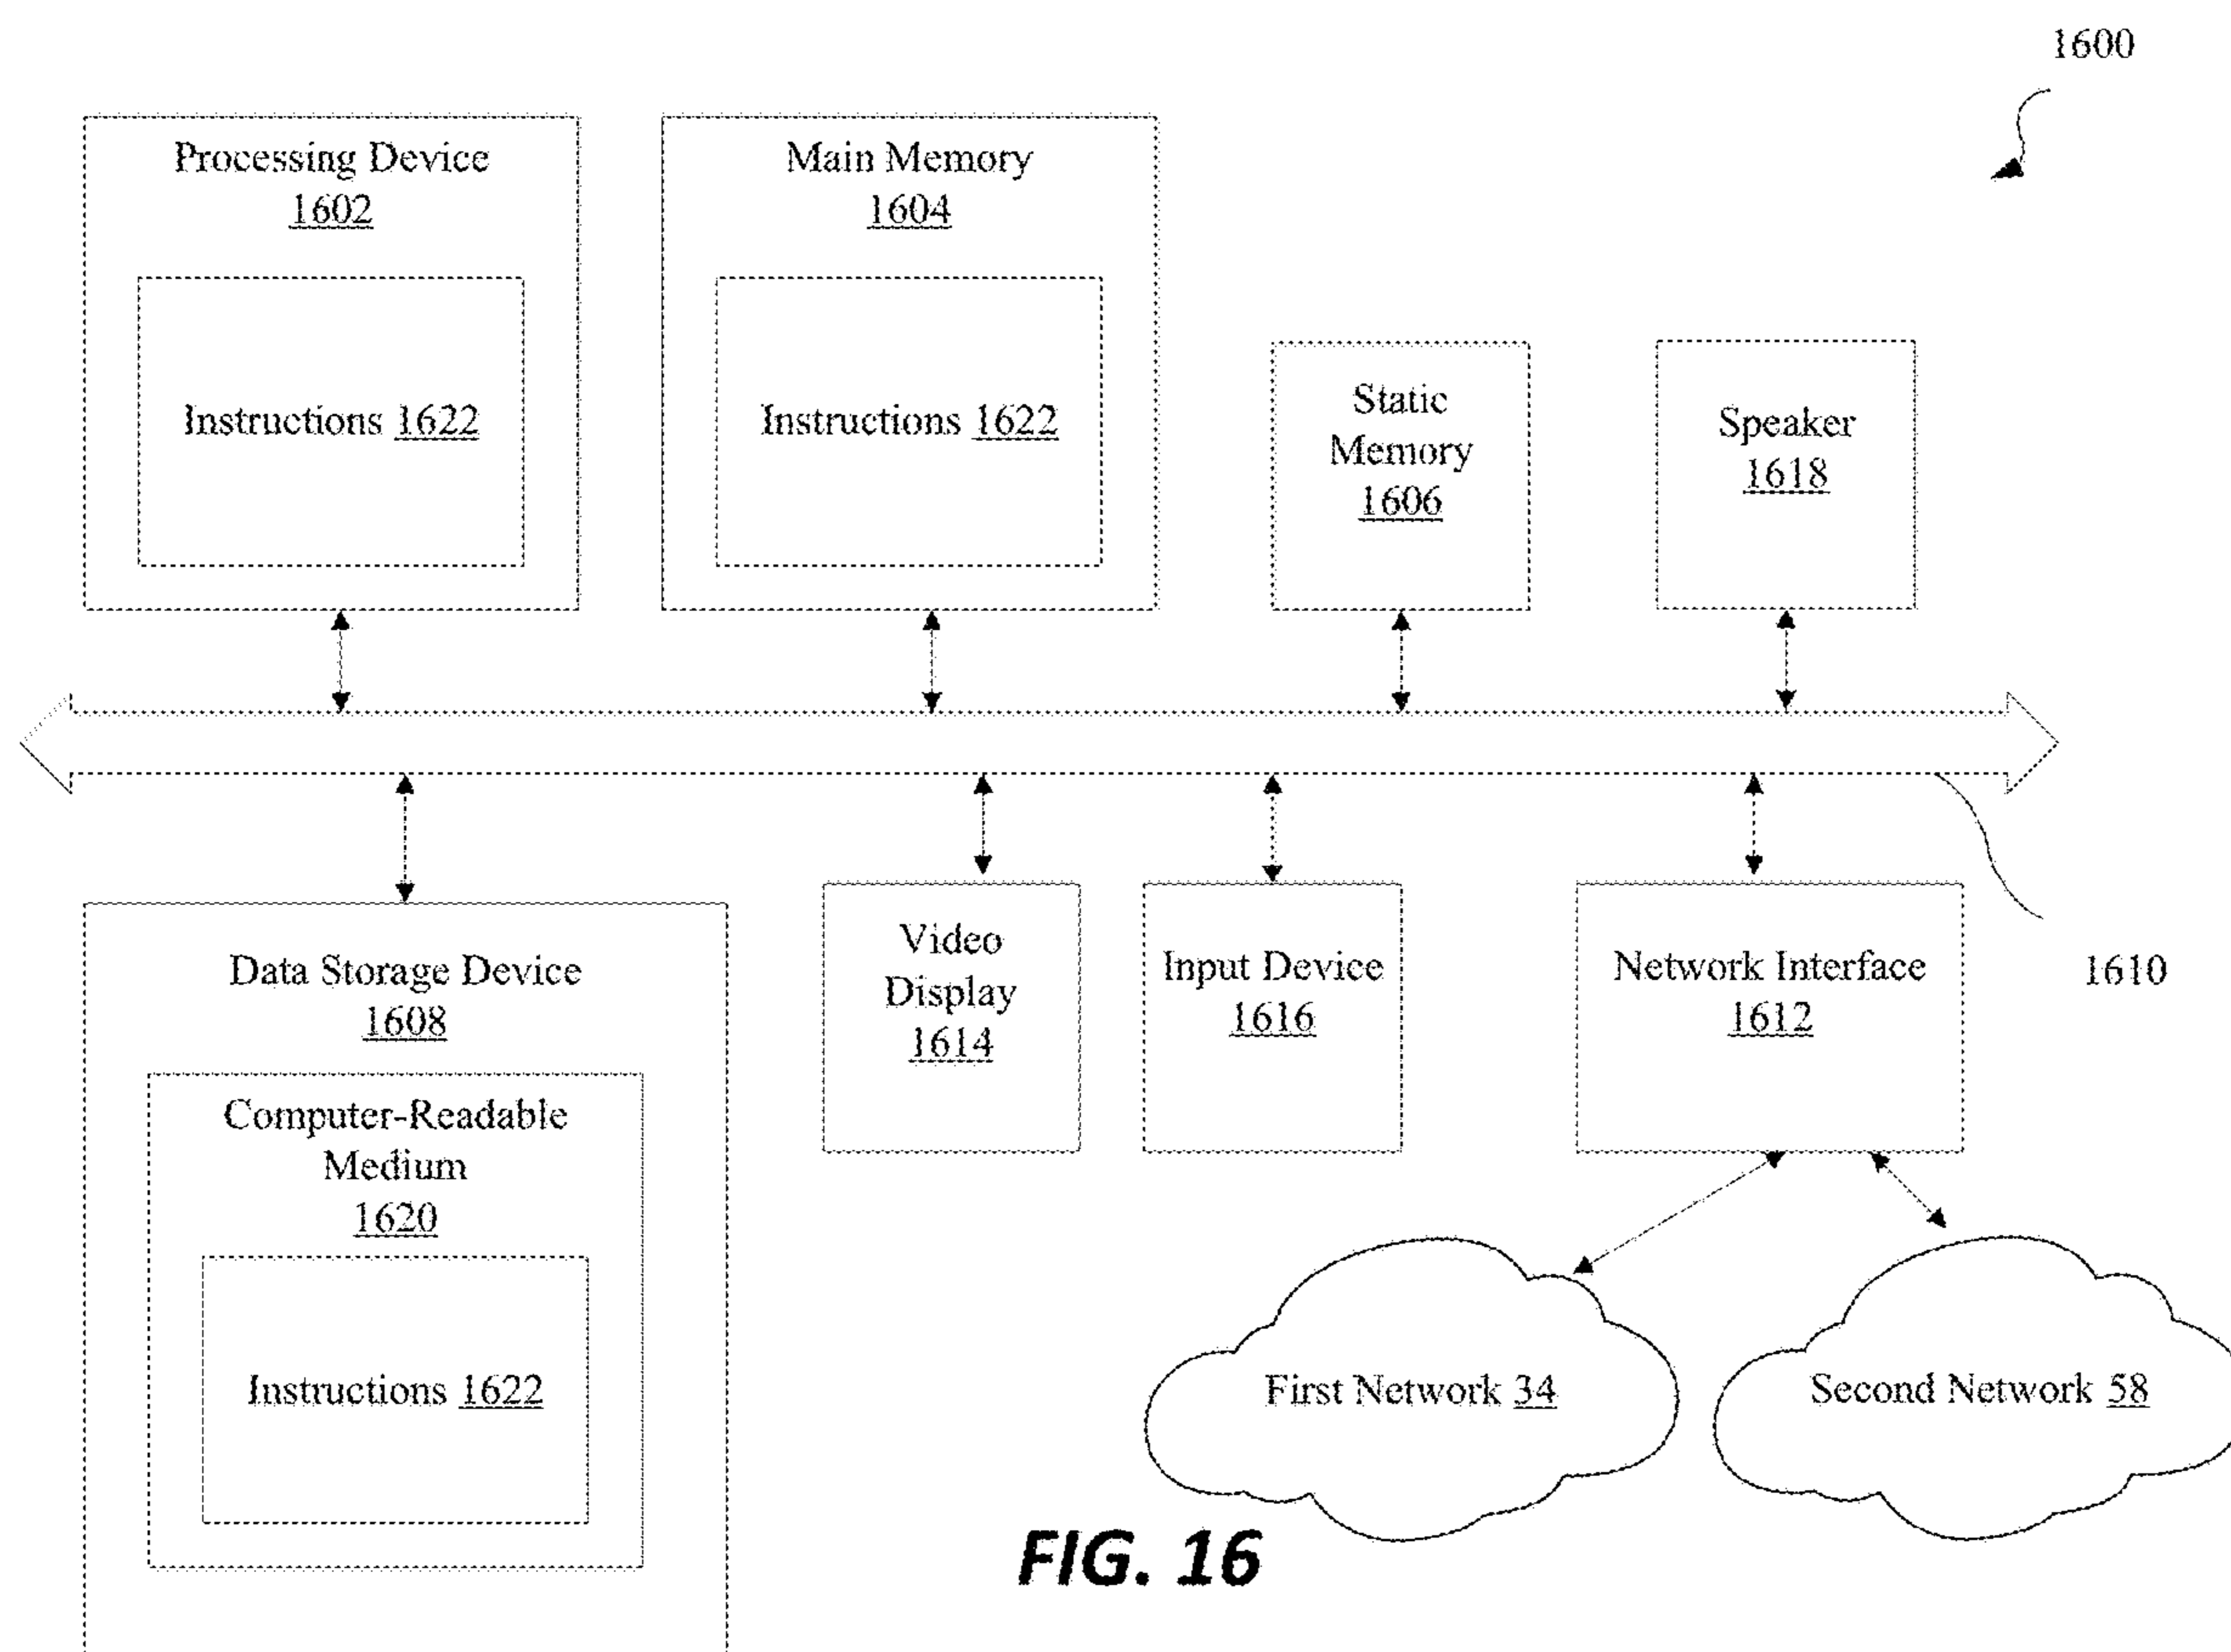 1600
Processing Device
1602
Instructions 1622
Main Memory
1604
Instructions 1622
Static
Memory
1606
Speaker
1618
Data Storage Device
1608
Computer-Readable
Medium
1620
Instructions 1622
Video
Display
1614
Input Device
1616
Network Interface
1612
1610
First Network 34
Second Network 58
FIG. 16